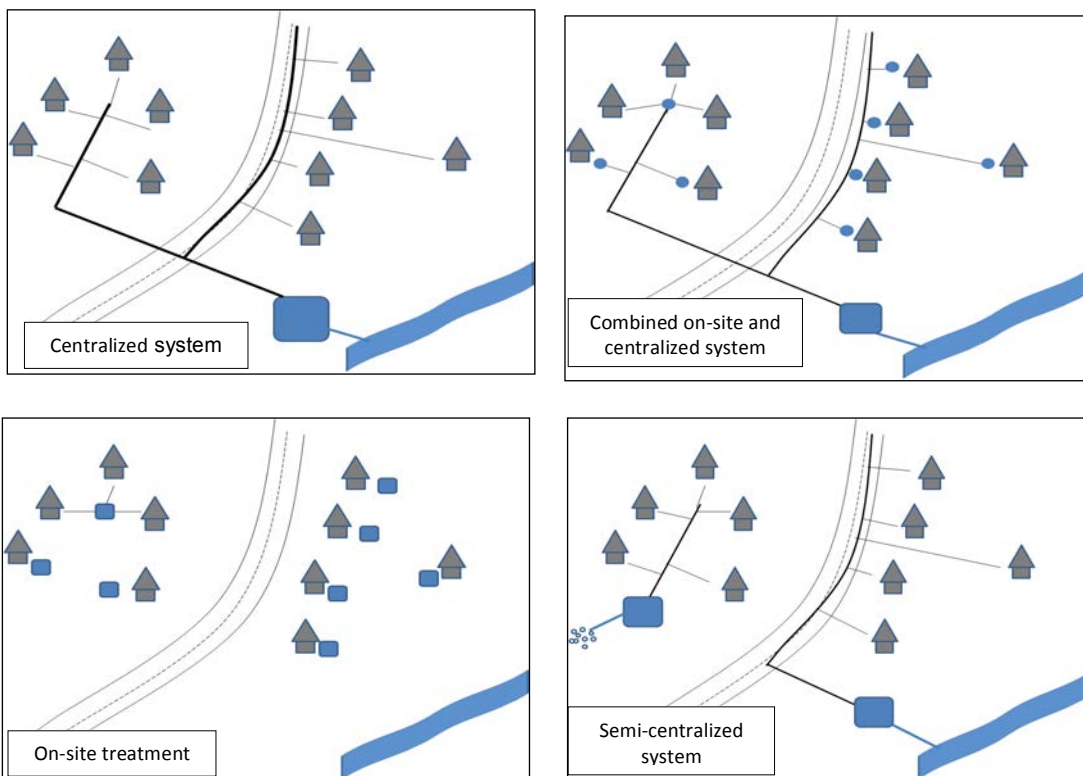 Centralized system
Combined on-site and
centralized system
On-site treatment
Semi-centralized
system